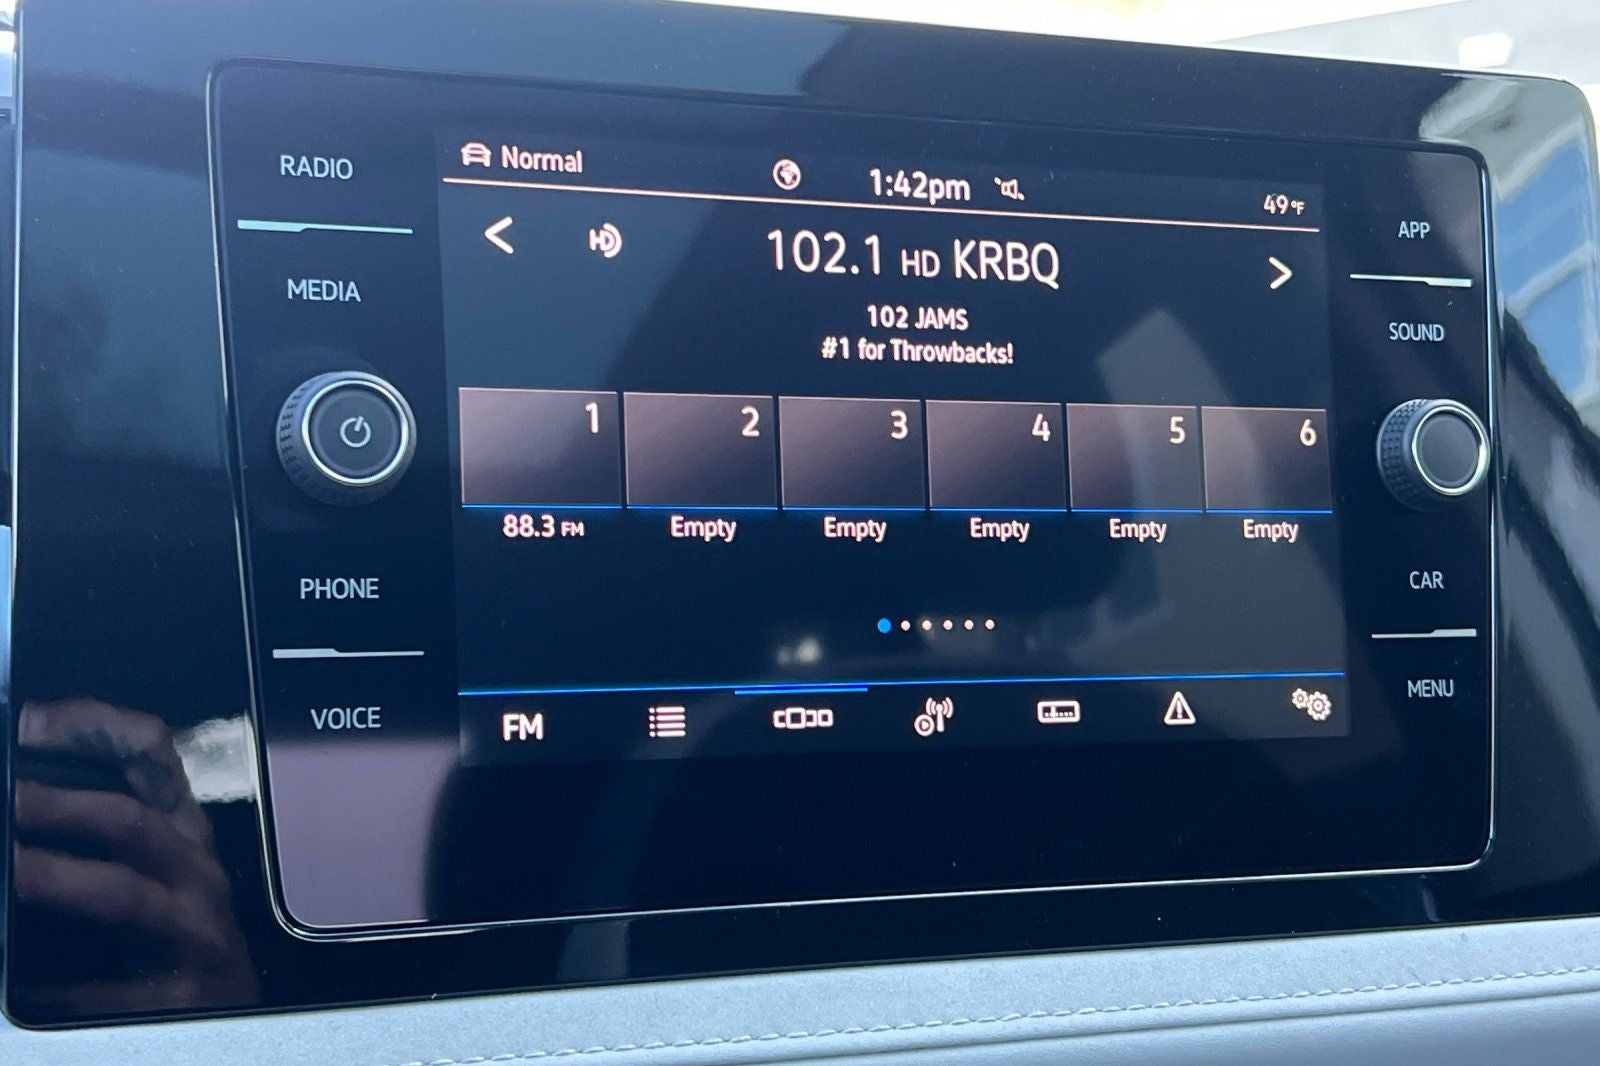 RADIO
MEDIA
PHONE
VOICE
Normal
1:42pm
49°F
HD
102.1 HD KRBQ
102 JAMS
#1 for Throwbacks!
1 2 3 4 5 6
88.3 FM Empty Empty Empty Empty Empty
FM
APP
SOUND
CAR
MENU